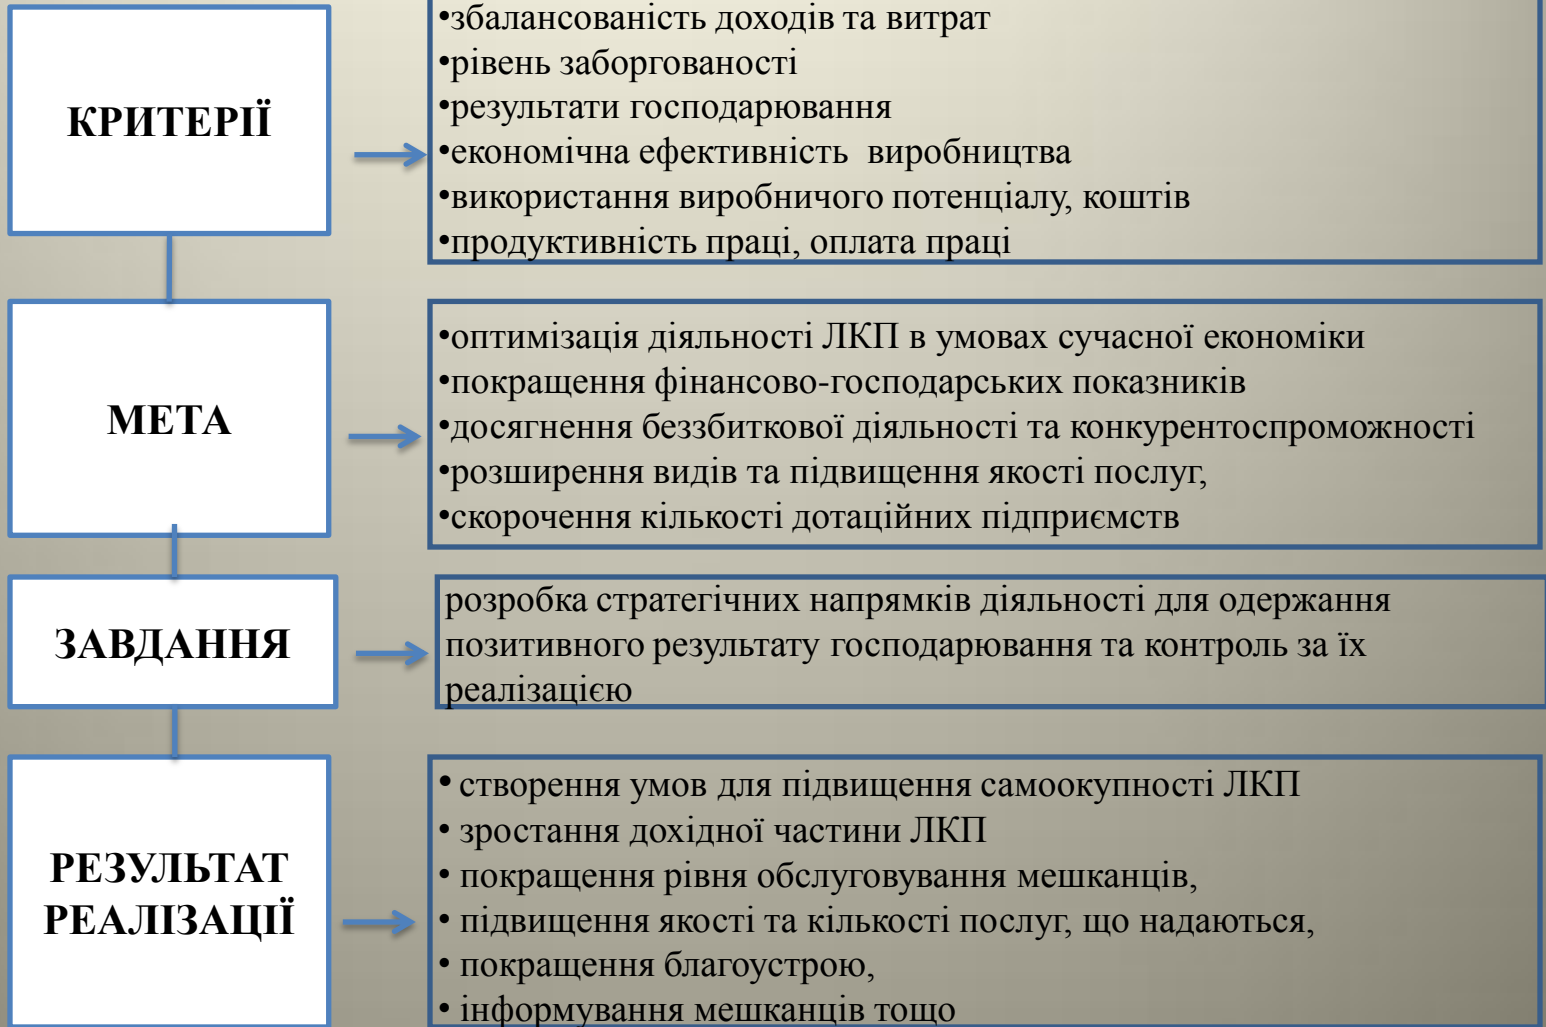 КРИТЕРІЇ
•збалансованість доходів та витрат
•рівень заборгованості
•результати господарювання
•економічна ефективність виробництва
•використання виробничого потенціалу, коштів
•продуктивність праці, оплата праці
МЕТА
•оптимізація діяльності ЛКП в умовах сучасної економіки
•покращення фінансово-господарських показників
•досягнення беззбиткової діяльності та конкурентоспроможності
•розширення видів та підвищення якості послуг,
•скорочення кількості дотаційних підприємств
ЗАВДАННЯ
розробка стратегічних напрямків діяльності для одержання
позитивного результату господарювання та контроль за їх
реалізацією
РЕЗУЛЬТАТ
РЕАЛІЗАЦІЇ
• створення умов для підвищення самоокупності ЛКП
• зростання дохідної частини ЛКП
• покращення рівня обслуговування мешканців,
• підвищення якості та кількості послуг, що надаються,
• покращення благоустрою,
• інформування мешканців тощо